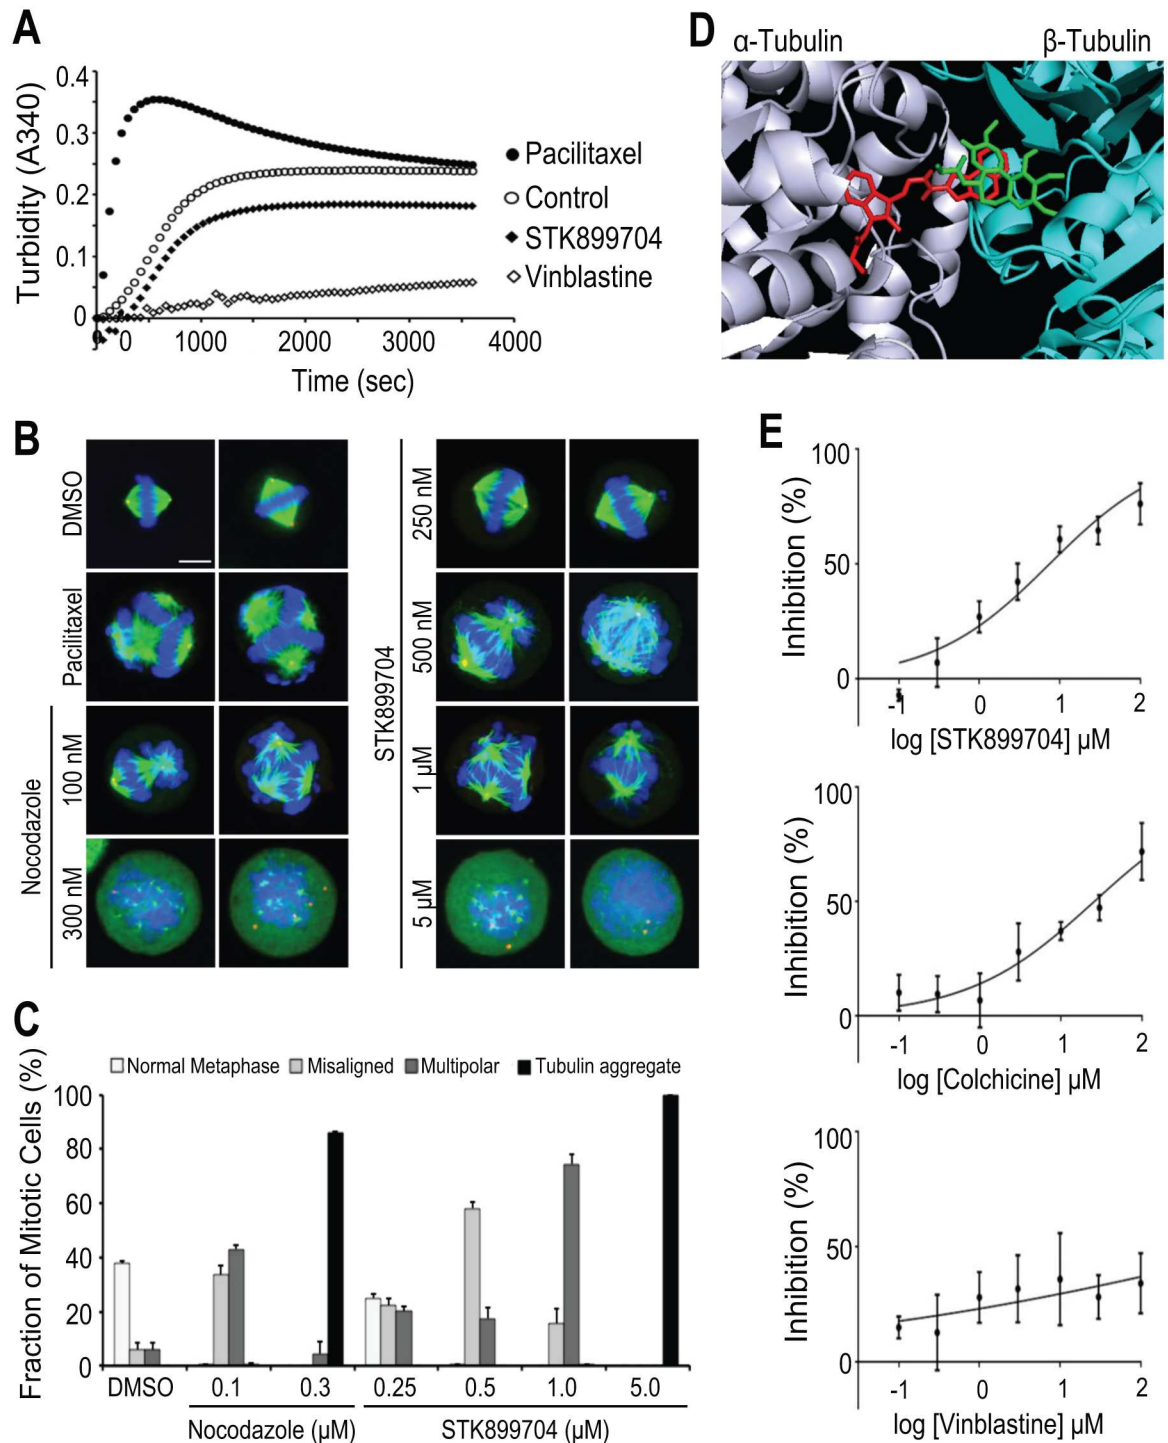 A
Turbidity (A340)
0.4
0.3
0.2
0.1
0
0
1000
2000
3000
4000
Time (sec)
Pacilitaxel
Control
STK899704
Vinblastine
B
DMSO
Pacilitaxel
Nocodazole
100 nM
300 nM
STK899704
250 nM
500 nM
1 µM
5 µM
C
Normal Metaphase
Misaligned
Multipolar
Tubulin aggregate
Fraction of Mitotic Cells (%)
100
80
60
40
20
0
DMSO
0.1
0.3
0.25
0.5
1.0
5.0
Nocodazole (µM)
STK899704 (µM)
D
α-Tubulin
β-Tubulin
E
Inhibition (%)
100
50
0
-1
0
1
2
log [STK899704] µM
Inhibition (%)
100
50
0
-1
0
1
2
log [Colchicine] µM
Inhibition (%)
100
50
0
-1
0
1
2
log [Vinblastine] µM